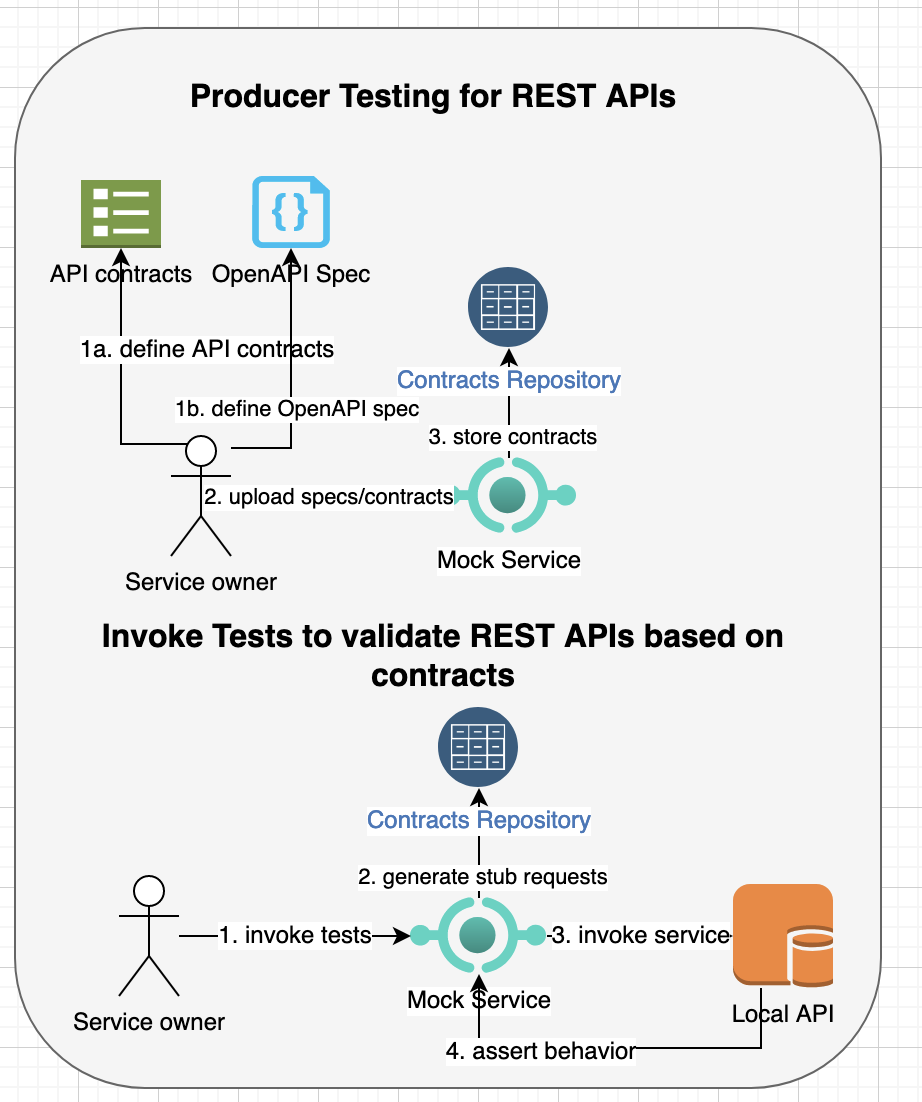 Producer Testing for REST APIs
{}
API contracts
OpenAPI Spec
1a. define API contracts
Contracts Repository
1b. define OpenAPI spec
3. store contracts
2. upload specs/contracts
Mock Service
Service owner
Invoke Tests to validate REST APIs based on
contracts
Contracts Repository
2. generate stub requests
1. invoke tests
3. invoke service
Mock Service
Local API
Service owner
4. assert behavior